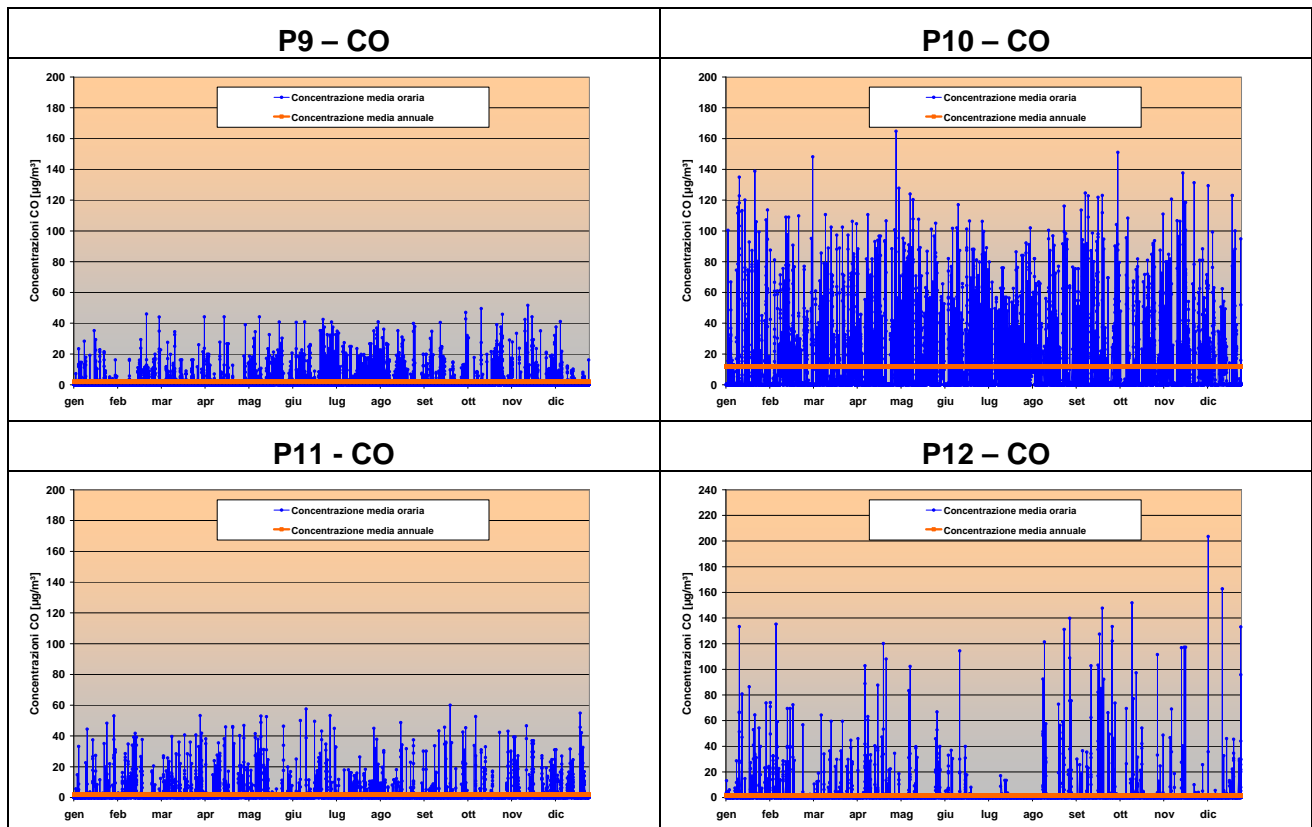 P9 – CO
P10 – CO
200
180
160
140
120
100
80
60
40
20
0
Concentrazioni CO [µg/m³]
Concentrazione media oraria
Concentrazione media annuale
gen feb mar apr mag giu lug ago set ott nov dic
200
180
160
140
120
100
80
60
40
20
0
Concentrazioni CO [µg/m³]
Concentrazione media oraria
Concentrazione media annuale
gen feb mar apr mag giu lug ago set ott nov dic
P11 - CO
P12 – CO
200
180
160
140
120
100
80
60
40
20
0
Concentrazioni CO [µg/m³]
Concentrazione media oraria
Concentrazione media annuale
gen feb mar apr mag giu lug ago set ott nov dic
240
220
200
180
160
140
120
100
80
60
40
20
0
Concentrazioni CO [µg/m³]
Concentrazione media oraria
Concentrazione media annuale
gen feb mar apr mag giu lug ago set ott nov dic